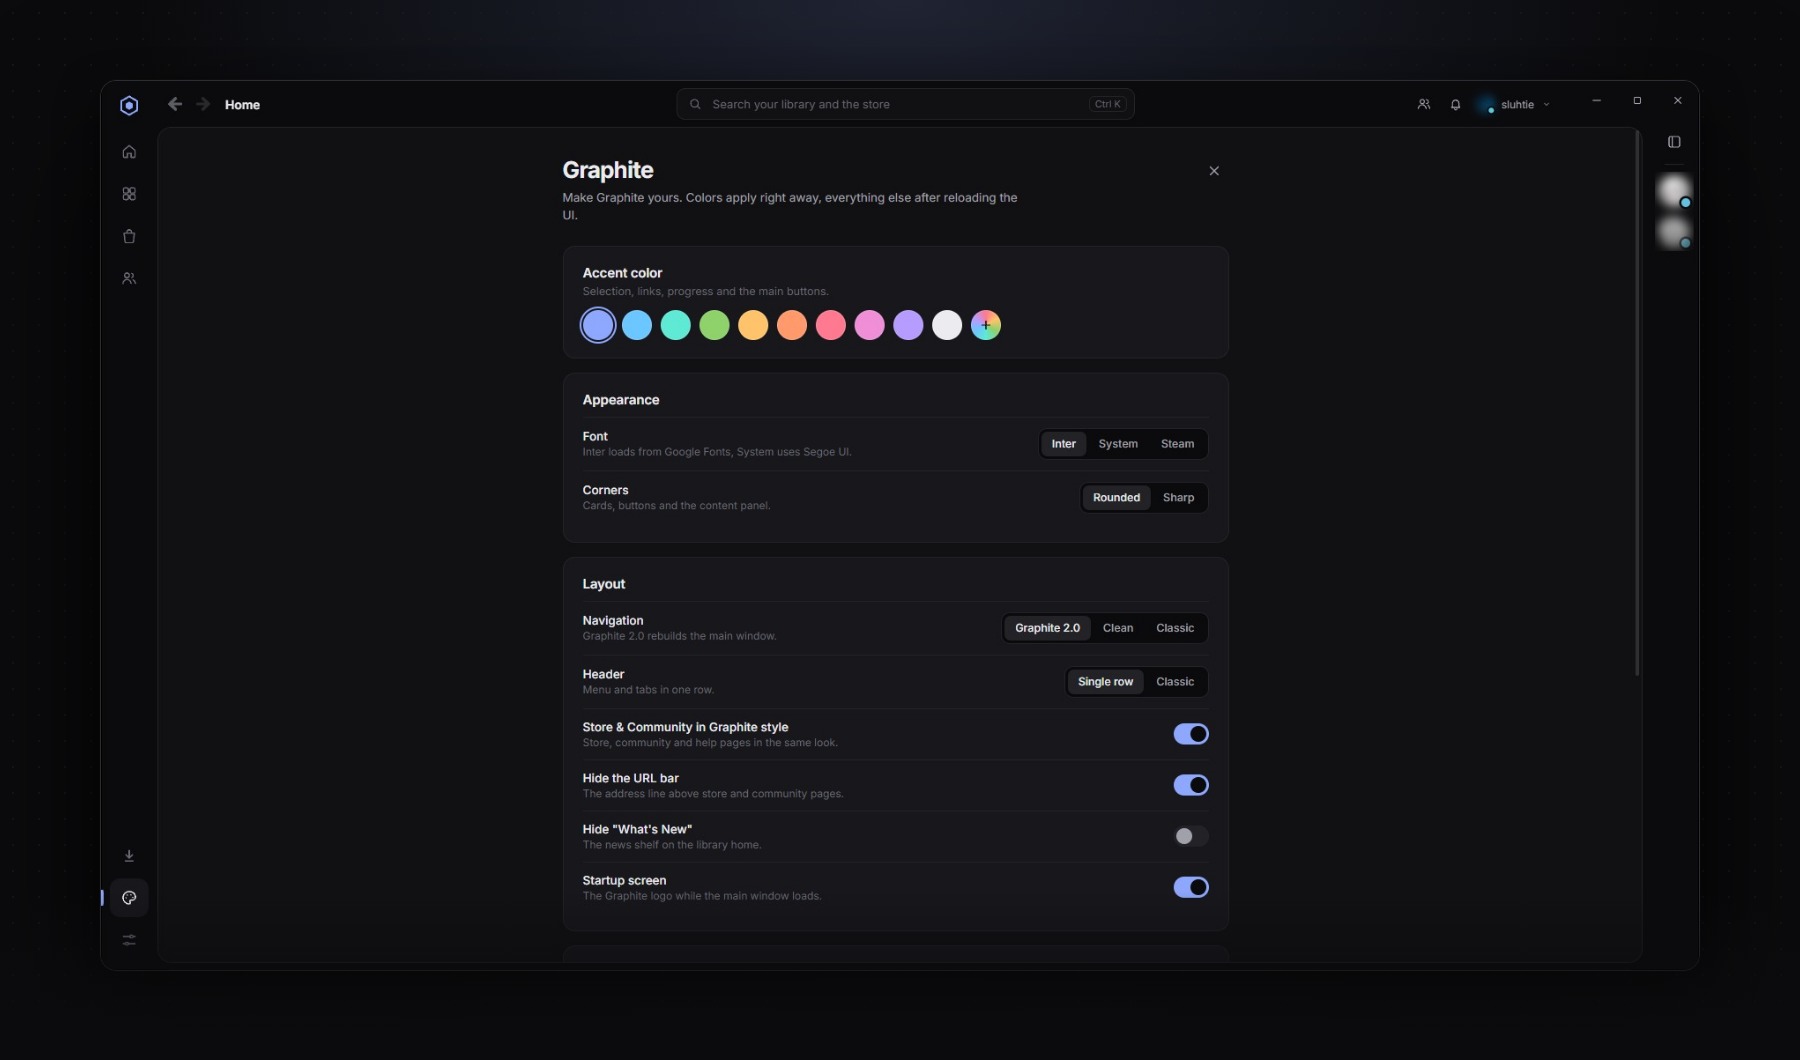 Home
Search your library and the store
Ctrl K
sluhtie
Graphite
Make Graphite yours. Colors apply right away, everything else after reloading the
UI.
Accent color
Selection, links, progress and the main buttons.
Appearance
Font
Inter loads from Google Fonts, System uses Segoe UI.
Inter System Steam
Corners
Cards, buttons and the content panel.
Rounded Sharp
Layout
Navigation
Graphite 2.0 rebuilds the main window.
Graphite 2.0 Clean Classic
Header
Menu and tabs in one row.
Single row Classic
Store & Community in Graphite style
Store, community and help pages in the same look.
Hide the URL bar
The address line above store and community pages.
Hide "What's New"
The news shelf on the library home.
Startup screen
The Graphite logo while the main window loads.